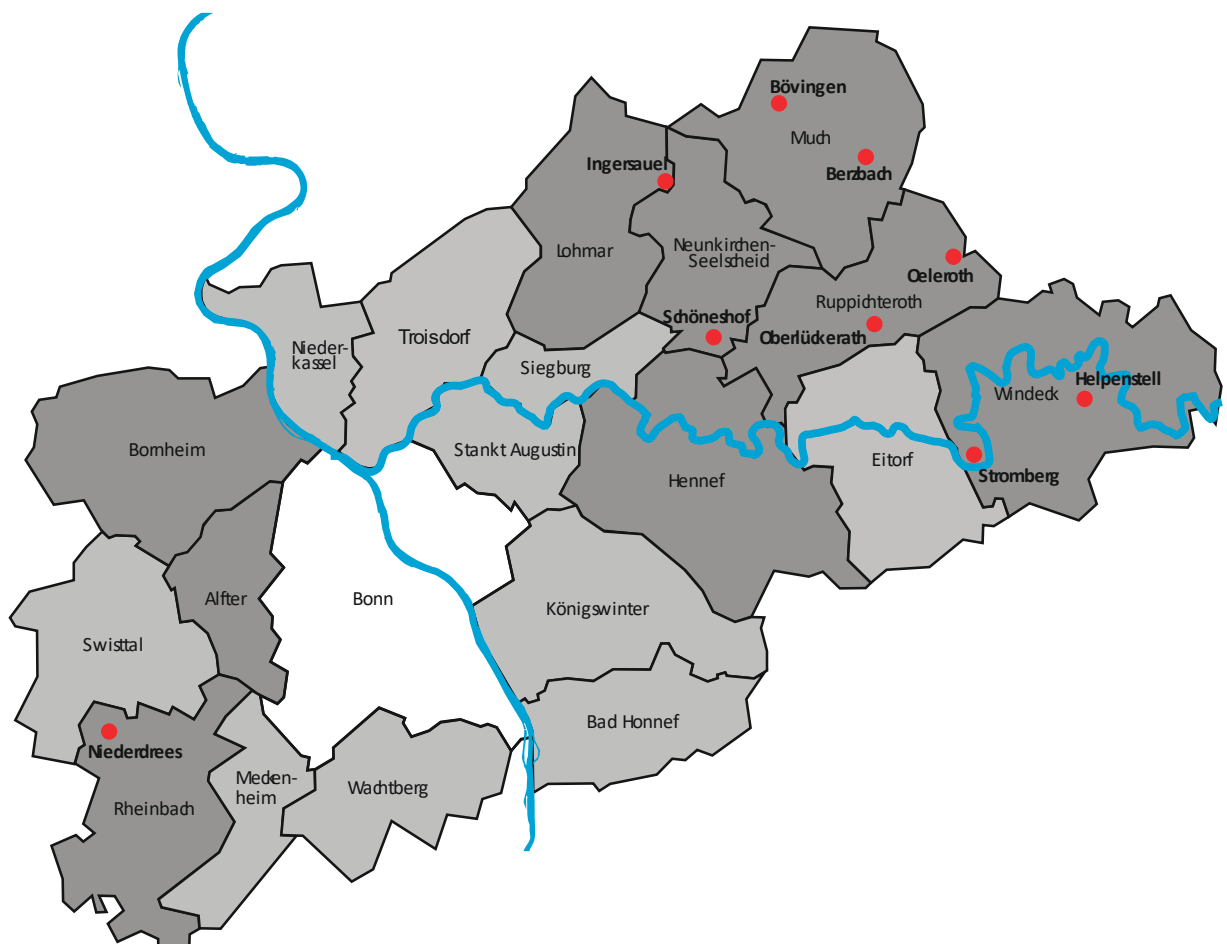 Bövingen
Much
Berzbach
Ingersauel
Lohmar
Neunkirchen-
Seelscheid
Oeleroth
Ruppichteroth
Schöneshof
Oberlückerath
Troisdorf
Nieder-
kassel
Siegburg
Helpenstell
Windeck
Bornheim
Stankt Augustin
Eitorf
Hennef
Stromberg
Alfter
Bonn
Königswinter
Swisttal
Bad Honnef
Niederdrees
Mecken-
heim
Wachtberg
Rheinbach